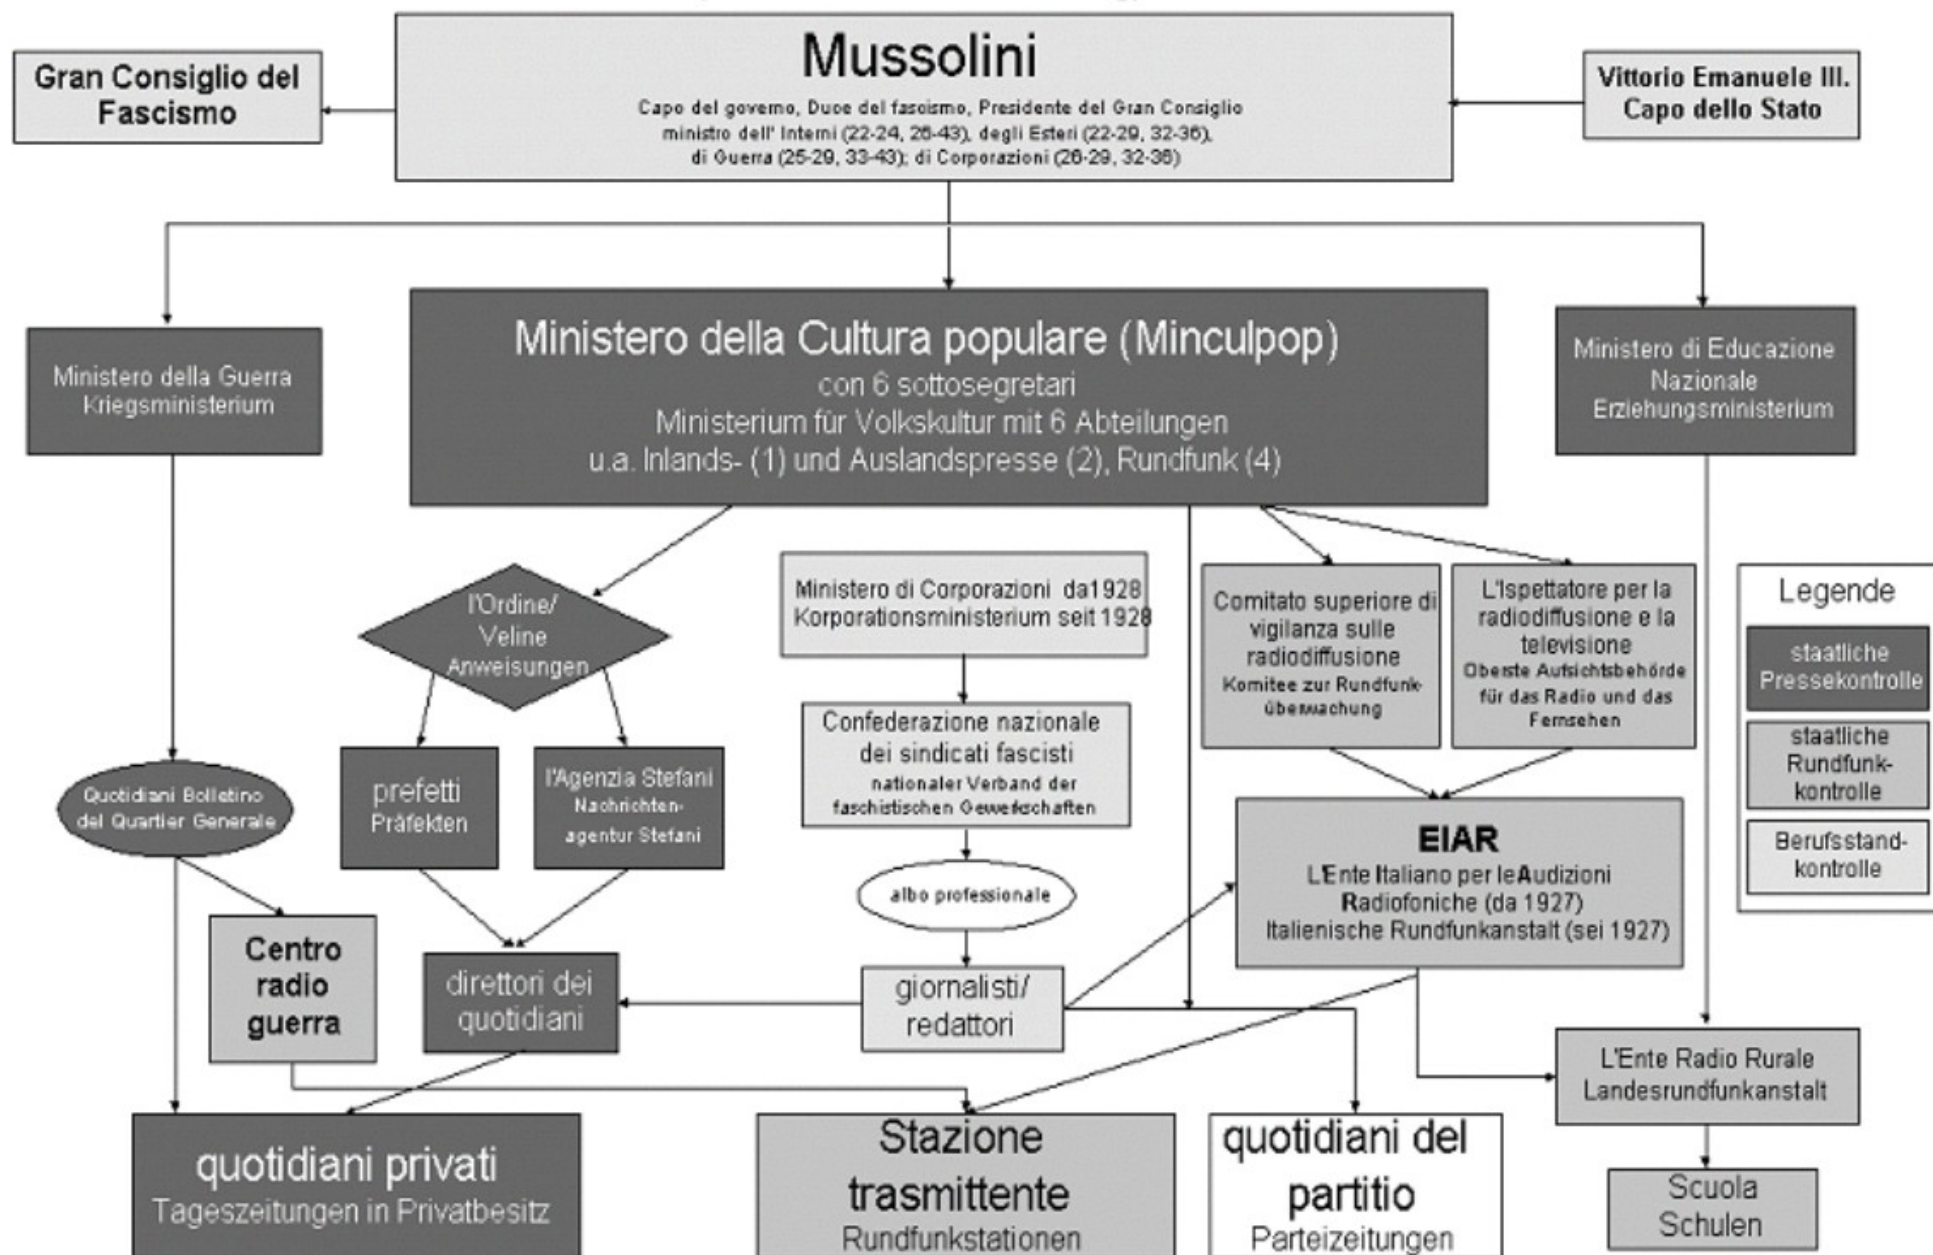 Mussolini
Capo del governo, Duce del fascismo, Presidente del Gran Consiglio
ministro dell' Interni (22-24, 26-43), degli Esteri (22-29, 32-36),
di Guerra (25-29, 33-43); di Corporazioni (26-29, 32-36)
Gran Consiglio del
Fascismo
Vittorio Emanuele III.
Capo dello Stato
Ministero della Guerra
Kriegsministerium
Ministero della Cultura populare (Minculpop)
con 6 sottosegretari
Ministerium für Volkskultur mit 6 Abteilungen
u.a. Inlands- (1) und Auslandspresse (2), Rundfunk (4)
Ministero di Educazione
Nazionale
Erziehungsministerium
l'Ordine/
Veline
Anweisungen
Ministero di Corporazioni da1928
Korporationsministerium seit 1928
Comitato superiore di
vigilanza sulle
radiodiffusione
Komitee zur Rundfunk-
überwachung
L'Ispettatore per la
radiodiffusione e la
televisione
Oberste Aufsichtsbehörde
für das Radio und das
Fernsehen
Legende
staatliche
Pressekontrolle
staatliche
Rundfunk-
kontrolle
Berufsstand-
kontrolle
Quotidiani Bolletino
del Quartier Generale
prefetti
Präfekten
l'Agenzia Stefani
Nachrichten-
agentur Stefani
Confederazione nazionale
dei sindicati fascisti
nationaler Verband der
faschistischen Gewerkschaften
albo professionale
EIAR
L'Ente Italiano per leAudizioni
Radiofoniche (da 1927)
Italienische Rundfunkanstalt (sei 1927)
Centro
radio
guerra
direttori dei
quotidiani
giornalisti/
redattori
L'Ente Radio Rurale
Landesrundfunkanstalt
quotidiani privati
Tageszeitungen in Privatbesitz
Stazione
trasmittente
Rundfunkstationen
quotidiani del
partitio
Parteizeitungen
Scuola
Schulen